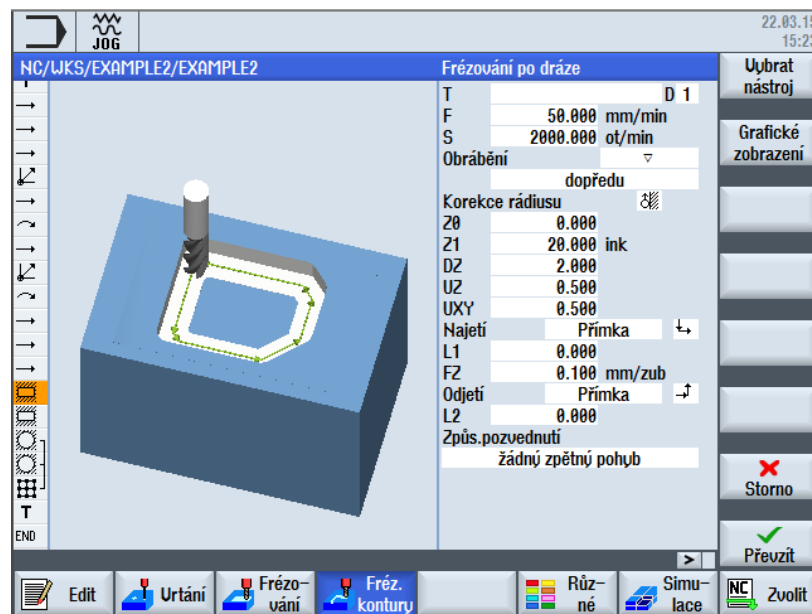 JOG
22.03.15
15:23
NC/WKS/EXAMPLE2/EXAMPLE2
Frézování po dráze
Vybrat
nástroj
T D 1
F 50.000 mm/min
S 2000.000 ot/min
Obrábění ▽
dopředu
Korekce rádiusu
Z0 0.000
Z1 20.000 ink
DZ 2.000
UZ 0.500
UXY 0.500
Najetí Přímka
L1 0.000
FZ 0.100 mm/zub
Odjetí Přímka
L2 0.000
Způs.pozvednutí
žádný zpětný pohyb
Grafické
zobrazení
Storno
Převzít
T
END
>
Edit
Vrtání
Frézo-
vání
Fréz.
kontury
Růz-
né
Simu-
lace
NC
Zvolit